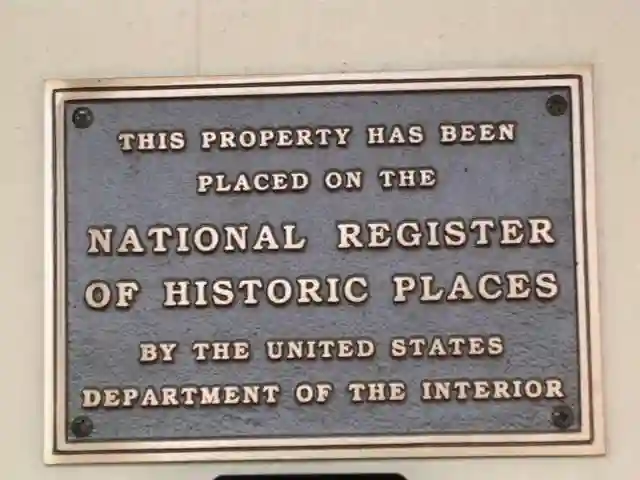 THIS PROPERTY HAS BEEN
PLACED ON THE
NATIONAL REGISTER
OF HISTORIC PLACES
BY THE UNITED STATES
DEPARTMENT OF THE INTERIOR